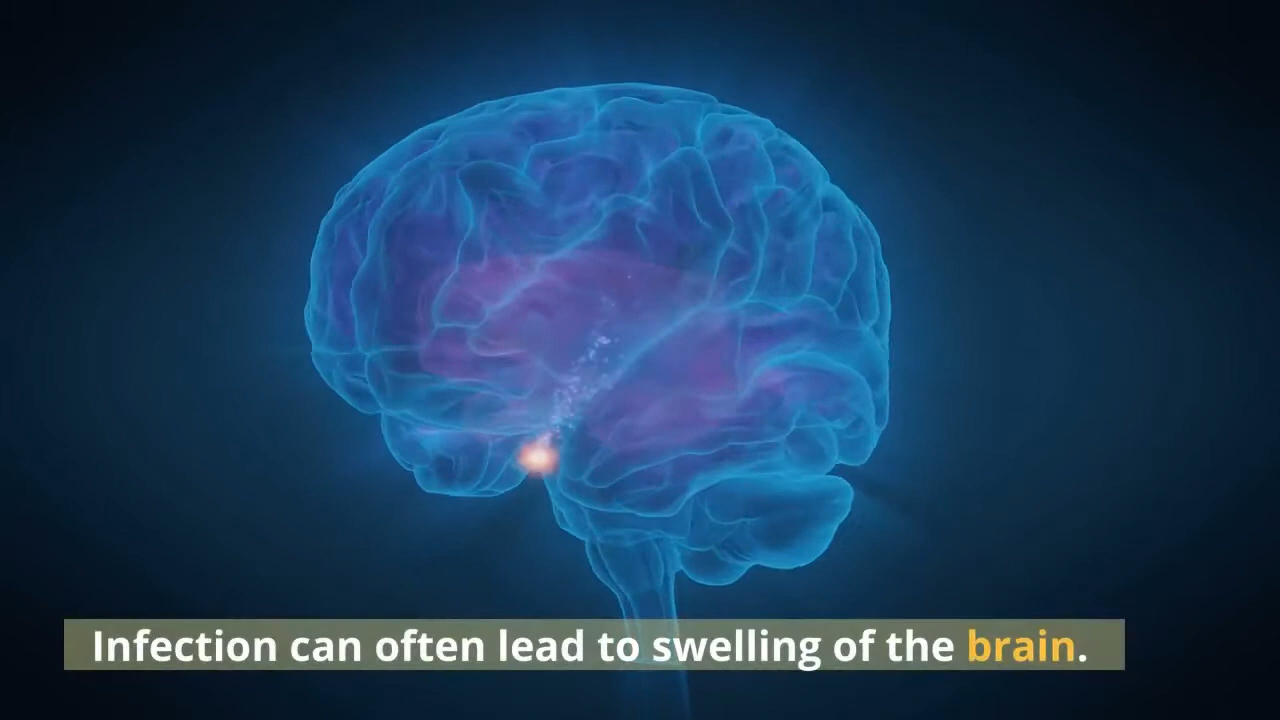 Infection can often lead to swelling of the brain.